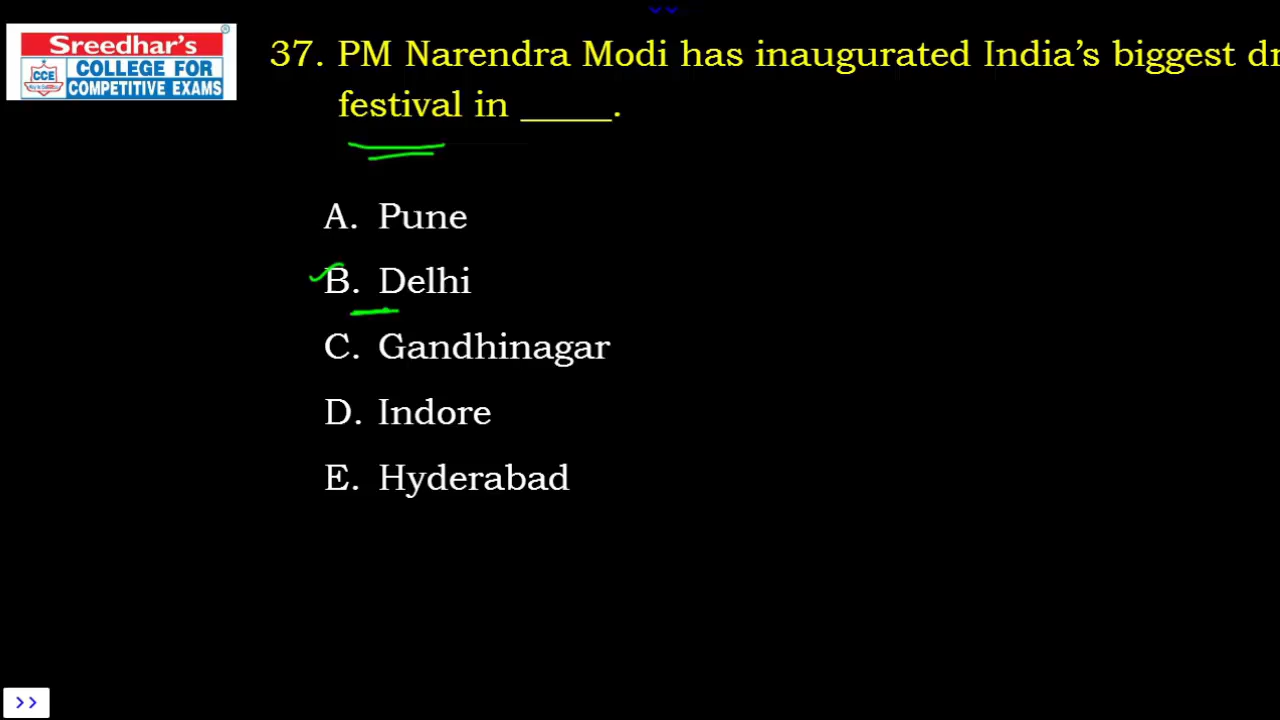 Sreedhar's
CCE
COLLEGE FOR
COMPETITIVE EXAMS
37. PM Narendra Modi has inaugurated India's biggest
festival in _____.
A. Pune
B. Delhi
C. Gandhinagar
D. Indore
E. Hyderabad
>>